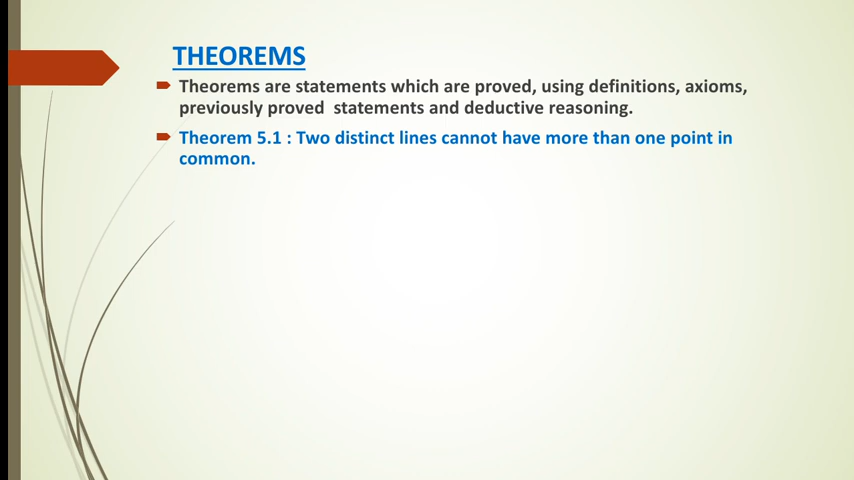 THEOREMS
Theorems are statements which are proved, using definitions, axioms,
previously proved  statements and deductive reasoning.
Theorem 5.1 : Two distinct lines cannot have more than one point in
common.